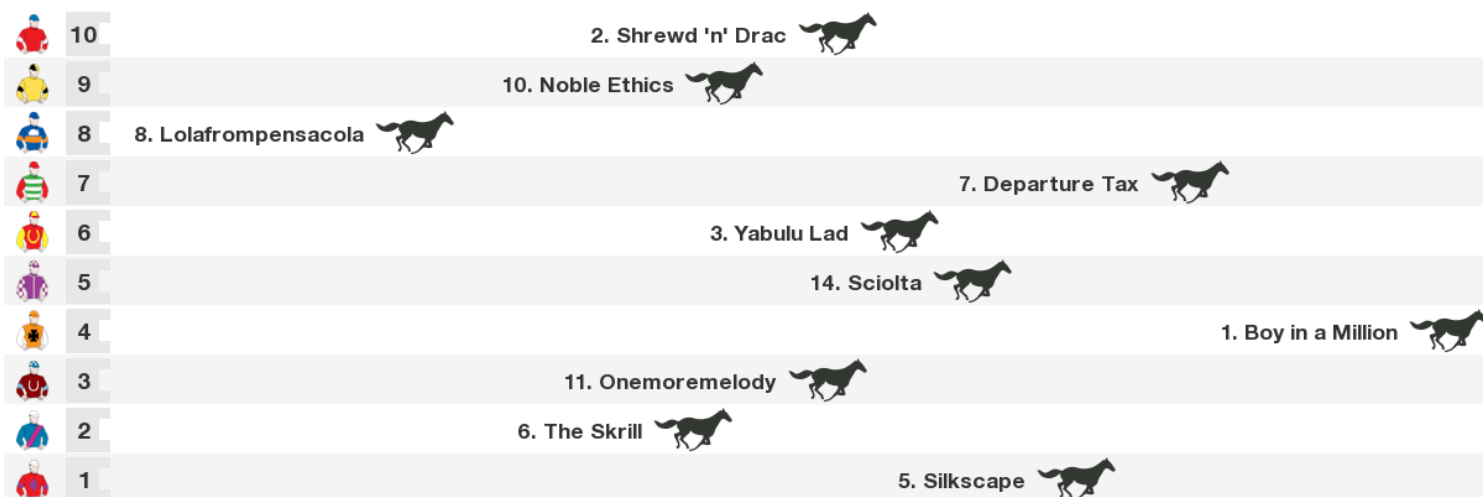 10 2. Shrewd 'n' Drac
9 10. Noble Ethics
8 8. Lolafrompensacola
7 7. Departure Tax
6 3. Yabulu Lad
5 14. Sciolta
4 1. Boy in a Million
3 11. Onemoremelody
2 6. The Skrill
1 5. Silkscape